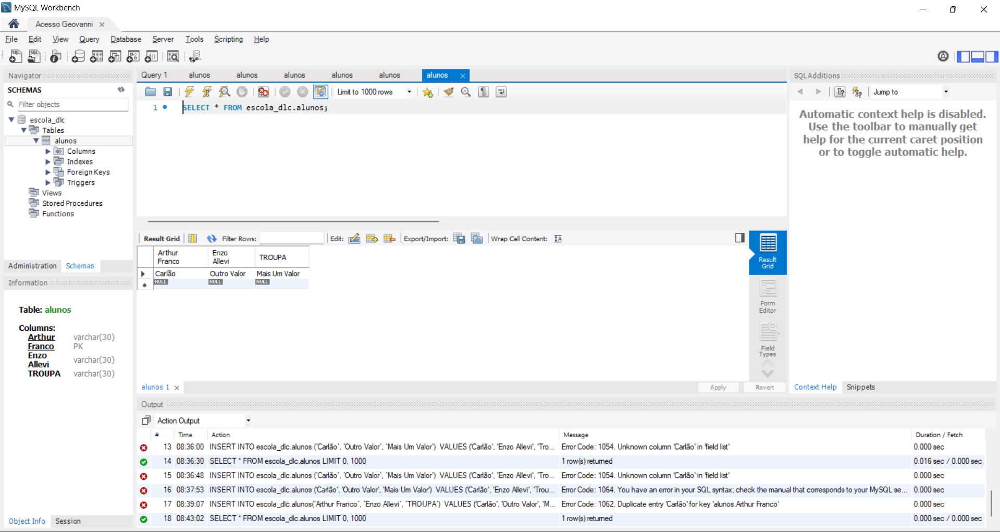 MySQL Workbench
Acesso Geovanni
File Edit View Query Database Server Tools Scripting Help
Navigator
SCHEMAS
Filter objects
escola_dlc
Tables
alunos
Columns
Indexes
Foreign Keys
Triggers
Views
Stored Procedures
Functions
Administration Schemas
Information
Table: alunos
Columns:
Arthur varchar(30)
Franco PK
Enzo
Allevi varchar(30)
TROUPA varchar(30)
Object Info Session
Query 1 alunos alunos alunos alunos alunos alunos
Limit to 1000 rows
1 SELECT * FROM escola_dlc.alunos;
Result Grid Filter Rows: Edit: Export/Import: Wrap Cell Content:
Arthur Franco Enzo Allevi TROUPA
Carlão Outro Valor Mais Um Valor
NULL NULL NULL
Result Grid
Form Editor
Field Types
alunos 1 Apply Revert
SQLAdditions
Jump to
Automatic context help is disabled.
Use the toolbar to manually get
help for the current caret position
or to toggle automatic help.
Context Help Snippets
Output
Action Output
# Time Action Message Duration / Fetch
13 08:36:00 INSERT INTO escola_dlc.alunos (`Carlão`, `Outro Valor`, `Mais Um Valor`) VALUES ('Carlão', 'Enzo Allevi', 'Tro... Error Code: 1054. Unknown column 'Carlão' in 'field list' 0.000 sec
14 08:36:30 SELECT * FROM escola_dlc.alunos LIMIT 0, 1000 1 row(s) returned 0.016 sec / 0.000 sec
15 08:36:48 INSERT INTO escola_dlc.alunos (`Carlão`, `Outro Valor`, `Mais Um Valor`) VALUES ('Carlão', 'Enzo Allevi', 'Tro... Error Code: 1054. Unknown column 'Carlão' in 'field list' 0.000 sec
16 08:37:53 INSERT INTO escola_dlc.alunos ('Carlão', 'Outro Valor', 'Mais Um Valor') VALUES ('Carlão', 'Enzo Allevi', 'Trou... Error Code: 1064. You have an error in your SQL syntax; check the manual that corresponds to your MySQL se... 0.000 sec
17 08:39:07 INSERT INTO escola_dlc.alunos(`Arthur Franco`, `Enzo Allevi`, `TROUPA`) VALUES ('Carlão', 'Outro Valor', 'M... Error Code: 1062. Duplicate entry 'Carlão' for key 'alunos.Arthur Franco' 0.000 sec
18 08:43:02 SELECT * FROM escola_dlc.alunos LIMIT 0, 1000 1 row(s) returned 0.000 sec / 0.000 sec